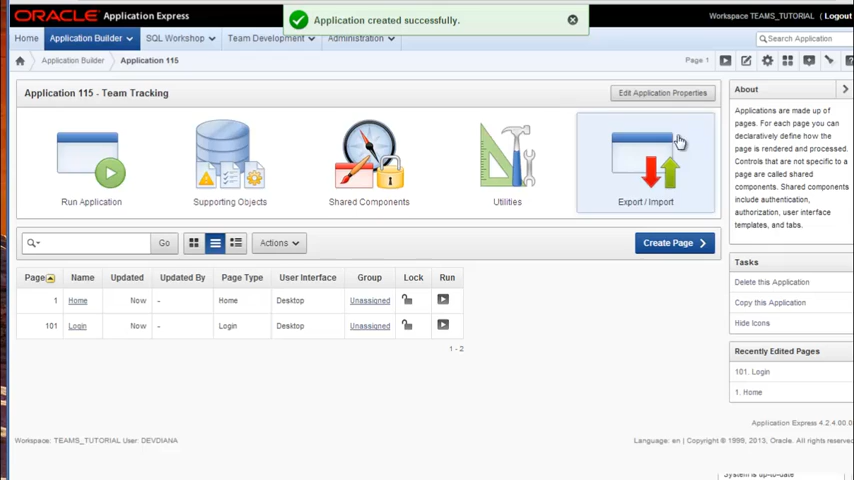 ORACLE Application Express
Application created successfully.
Workspace TEAMS_TUTORIAL
Logout
Home
Application Builder
SQL Workshop
Team Development
Administration
Search Application
Application Builder
Application 115
Page 1
Application 115 - Team Tracking
Edit Application Properties
Run Application
Supporting Objects
Shared Components
Utilities
Export / Import
Go
Actions
Create Page
Page Name Updated Updated By Page Type User Interface Group Lock Run
1 Home Now - Home Desktop Unassigned
101 Login Now - Login Desktop Unassigned
1 - 2
About
Applications are made up of
pages. For each page you can
declaratively define how the
page is rendered and processed.
Controls that are not specific to
a page are called shared
components. Shared components
include authentication,
authorization, user interface
templates, and tabs.
Tasks
Delete this Application
Copy this Application
Hide Icons
Recently Edited Pages
101. Login
1. Home
Application Express 4.2.4.00.0
Workspace: TEAMS_TUTORIAL User: DEVDIANA
Language: en | Copyright © 1999, 2013, Oracle. All rights reserve
System is up-to-date